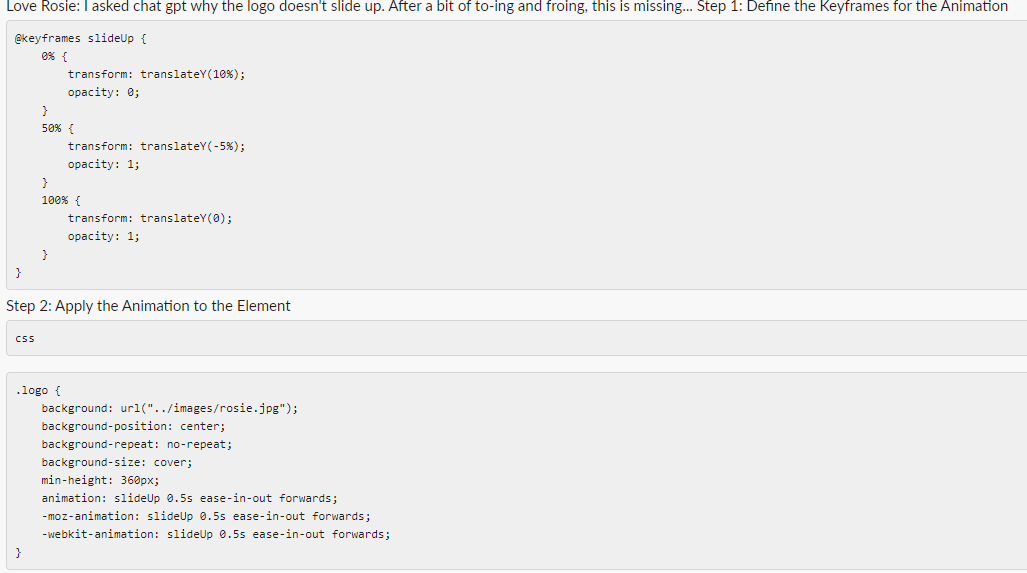 Love Rosie: I asked chat gpt why the logo doesn't slide up. After a bit of to-ing and froing, this is missing... Step 1: Define the Keyframes for the Animation
@keyframes slideUp {
    0% {
        transform: translateY(10%);
        opacity: 0;
    }
    50% {
        transform: translateY(-5%);
        opacity: 1;
    }
    100% {
        transform: translateY(0);
        opacity: 1;
    }
}
Step 2: Apply the Animation to the Element
css
.logo {
    background: url("../images/rosie.jpg");
    background-position: center;
    background-repeat: no-repeat;
    background-size: cover;
    min-height: 360px;
    animation: slideUp 0.5s ease-in-out forwards;
    -moz-animation: slideUp 0.5s ease-in-out forwards;
    -webkit-animation: slideUp 0.5s ease-in-out forwards;
}